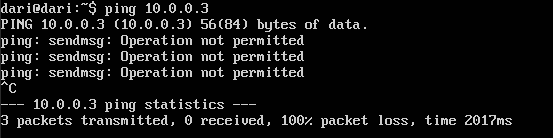 dari@dari:~$ ping 10.0.0.3
PING 10.0.0.3 (10.0.0.3) 56(84) bytes of data.
ping: sendmsg: Operation not permitted
ping: sendmsg: Operation not permitted
ping: sendmsg: Operation not permitted
^C
--- 10.0.0.3 ping statistics ---
3 packets transmitted, 0 received, 100% packet loss, time 2017ms